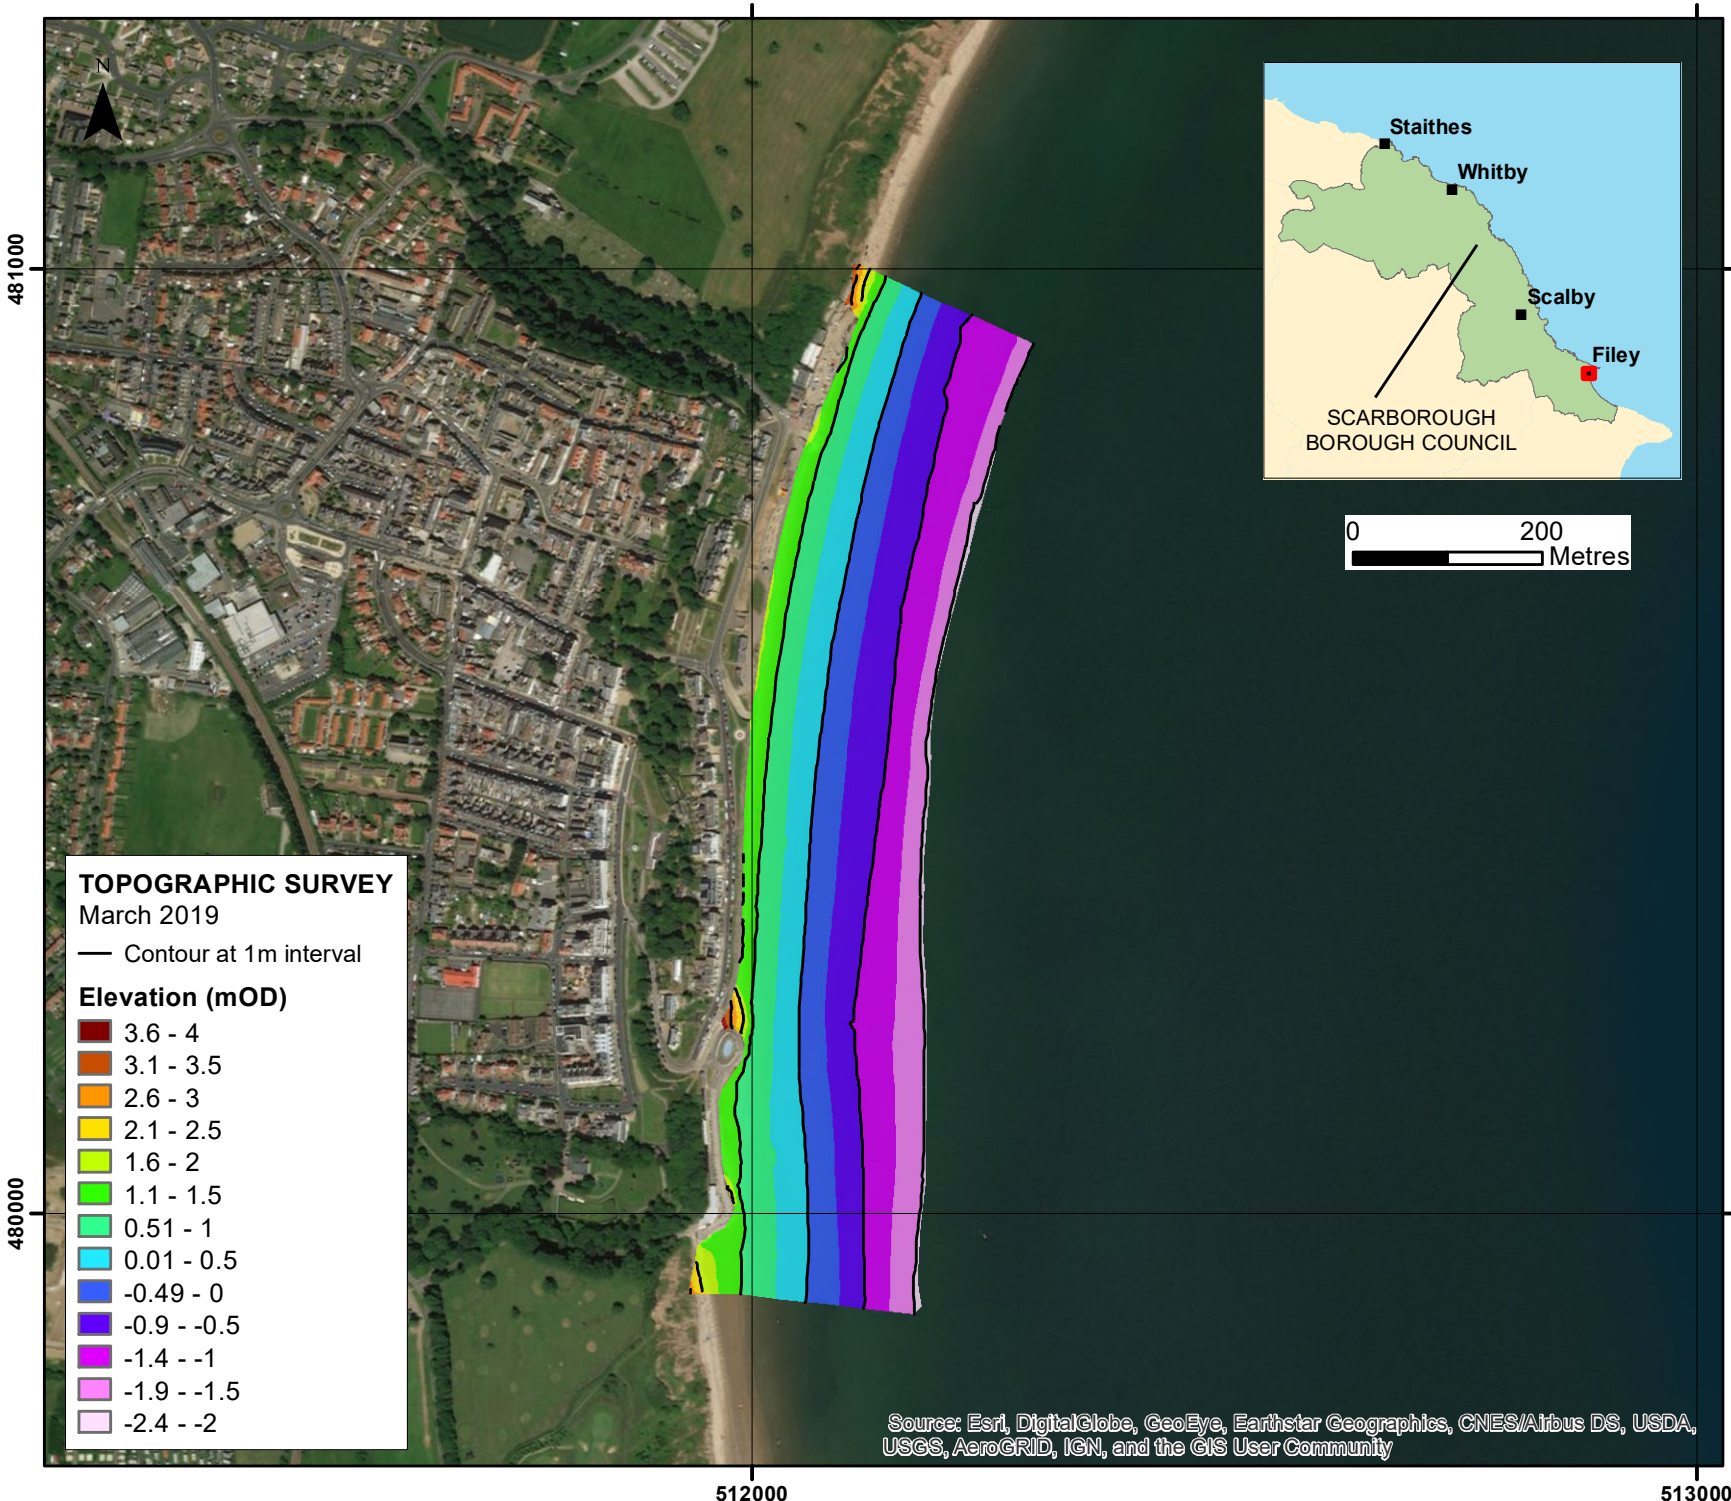 N
481000
480000
512000
513000
Staithes
Whitby
Scalby
Filey
SCARBOROUGH
BOROUGH COUNCIL
0 200
Metres
TOPOGRAPHIC SURVEY
March 2019
Contour at 1m interval
Elevation (mOD)
3.6 - 4
3.1 - 3.5
2.6 - 3
2.1 - 2.5
1.6 - 2
1.1 - 1.5
0.51 - 1
0.01 - 0.5
-0.49 - 0
-0.9 - -0.5
-1.4 - -1
-1.9 - -1.5
-2.4 - -2
Source: Esri, DigitalGlobe, GeoEye, Earthstar Geographics, CNES/Airbus DS, USDA,
USGS, AeroGRID, IGN, and the GIS User Community